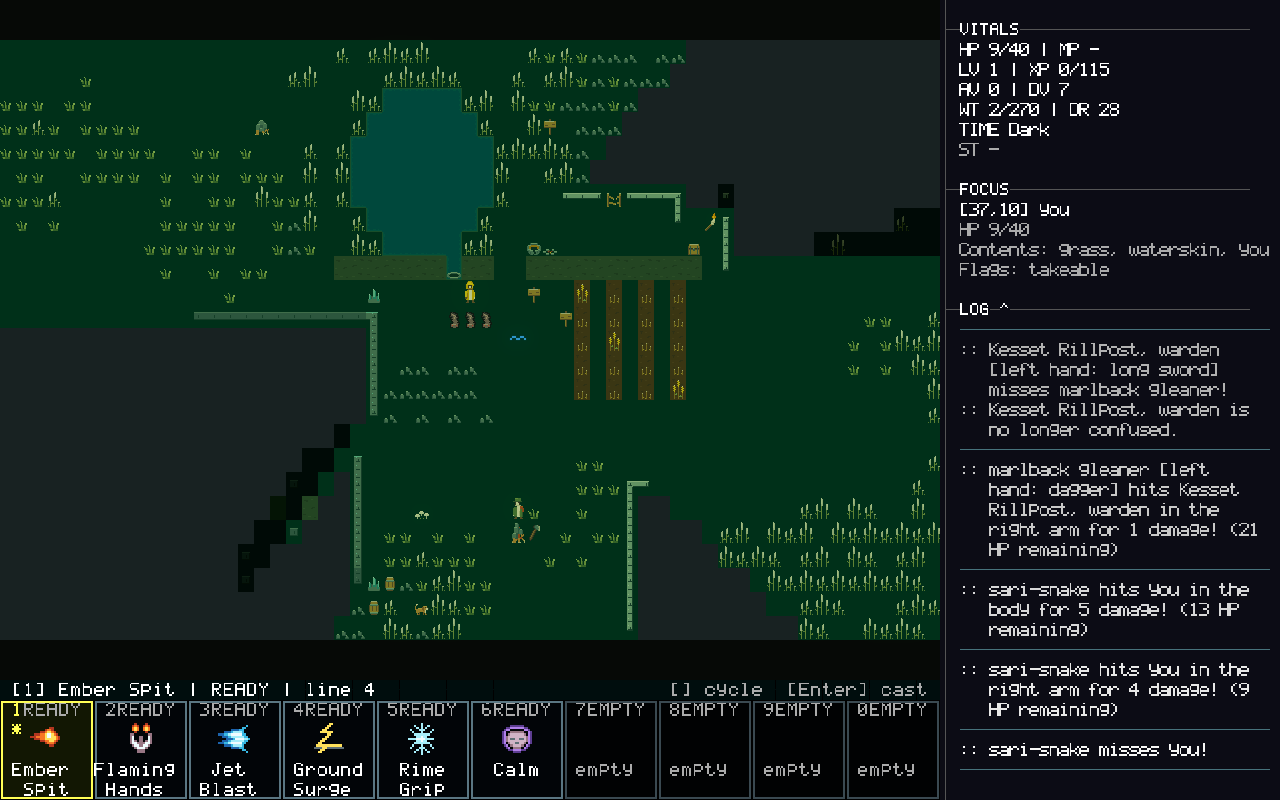 VITALS
HP 9/40 | MP -
LV 1 | XP 0/115
AV 0 | DV 7
WT 2/270 | DR 28
TIME Dark
ST -
FOCUS
[37,10] You
HP 9/40
Contents: grass, waterskin, You
Flags: takeable
LOG ^
:: Kesset RillPost, warden
[left hand: long sword]
misses marlback gleaner!
:: Kesset RillPost, warden is
no longer confused.
:: marlback gleaner [left
hand: dagger] hits Kesset
RillPost, warden in the
right arm for 1 damage! (21
HP remaining)
:: sari-snake hits You in the
body for 5 damage! (13 HP
remaining)
:: sari-snake hits You in the
right arm for 4 damage! (9
HP remaining)
:: sari-snake misses You!
[1] Ember Spit | READY | line 4
[] cycle [Enter] cast
1READY 2READY 3READY 4READY 5READY 6READY 7EMPTY 8EMPTY 9EMPTY 0EMPTY
*
Ember Flaming Jet Ground Rime Calm empty empty empty empty
Spit Hands Blast Surge Grip